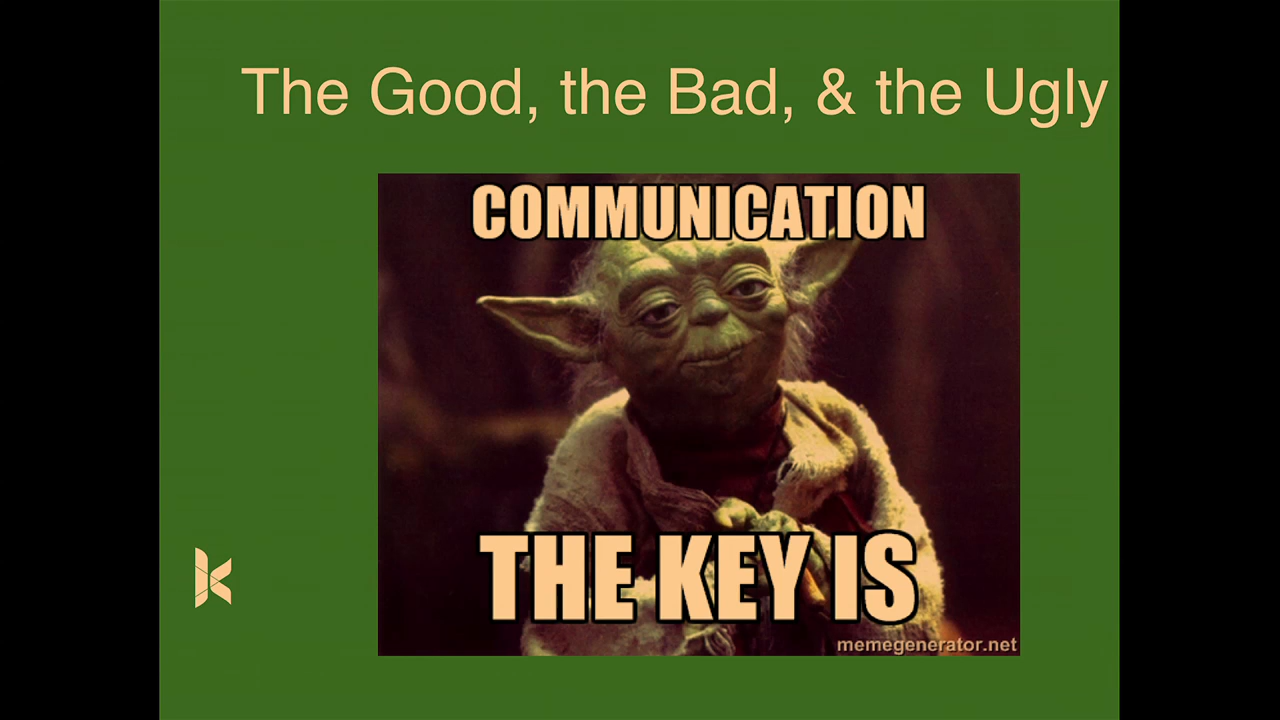 The Good, the Bad, & the Ugly
COMMUNICATION
THE KEY IS
memegenerator.net